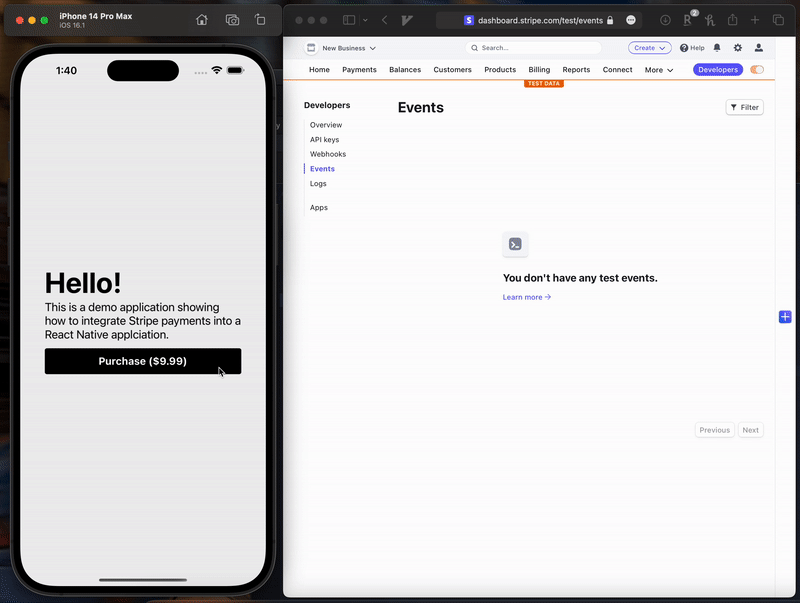 iPhone 14 Pro Max
iOS 16.1
1:40
Hello!
This is a demo application showing
how to integrate Stripe payments into a
React Native applciation.
Purchase ($9.99)
S dashboard.stripe.com/test/events
2
New Business
Search...
Create
Help
Home Payments Balances Customers Products Billing Reports Connect More Developers
TEST DATA
Developers
Overview
API keys
Webhooks
Events
Logs
Apps
Events
Filter
You don't have any test events.
Learn more →
Previous Next